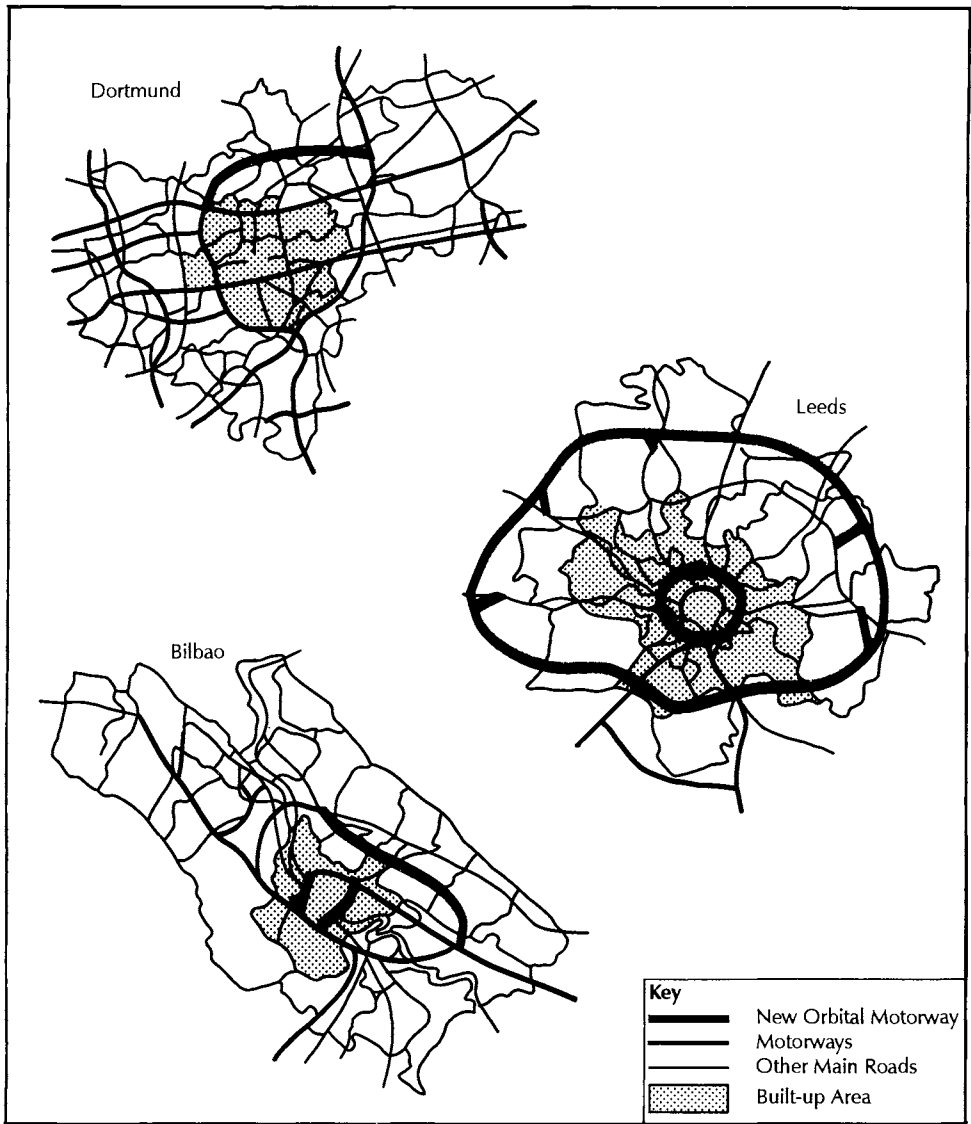 Dortmund
Leeds
Bilbao
Key
New Orbital Motorway
Motorways
Other Main Roads
Built-up Area